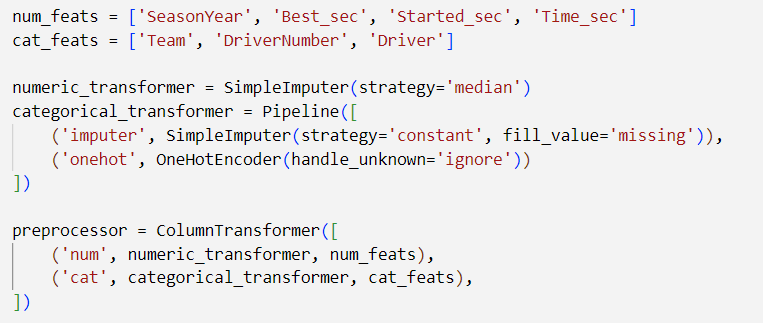 num_feats = ['SeasonYear', 'Best_sec', 'Started_sec', 'Time_sec']
cat_feats = ['Team', 'DriverNumber', 'Driver']

numeric_transformer = SimpleImputer(strategy='median')
categorical_transformer = Pipeline([
    ('imputer', SimpleImputer(strategy='constant', fill_value='missing')),
    ('onehot', OneHotEncoder(handle_unknown='ignore'))
])

preprocessor = ColumnTransformer([
    ('num', numeric_transformer, num_feats),
    ('cat', categorical_transformer, cat_feats),
])